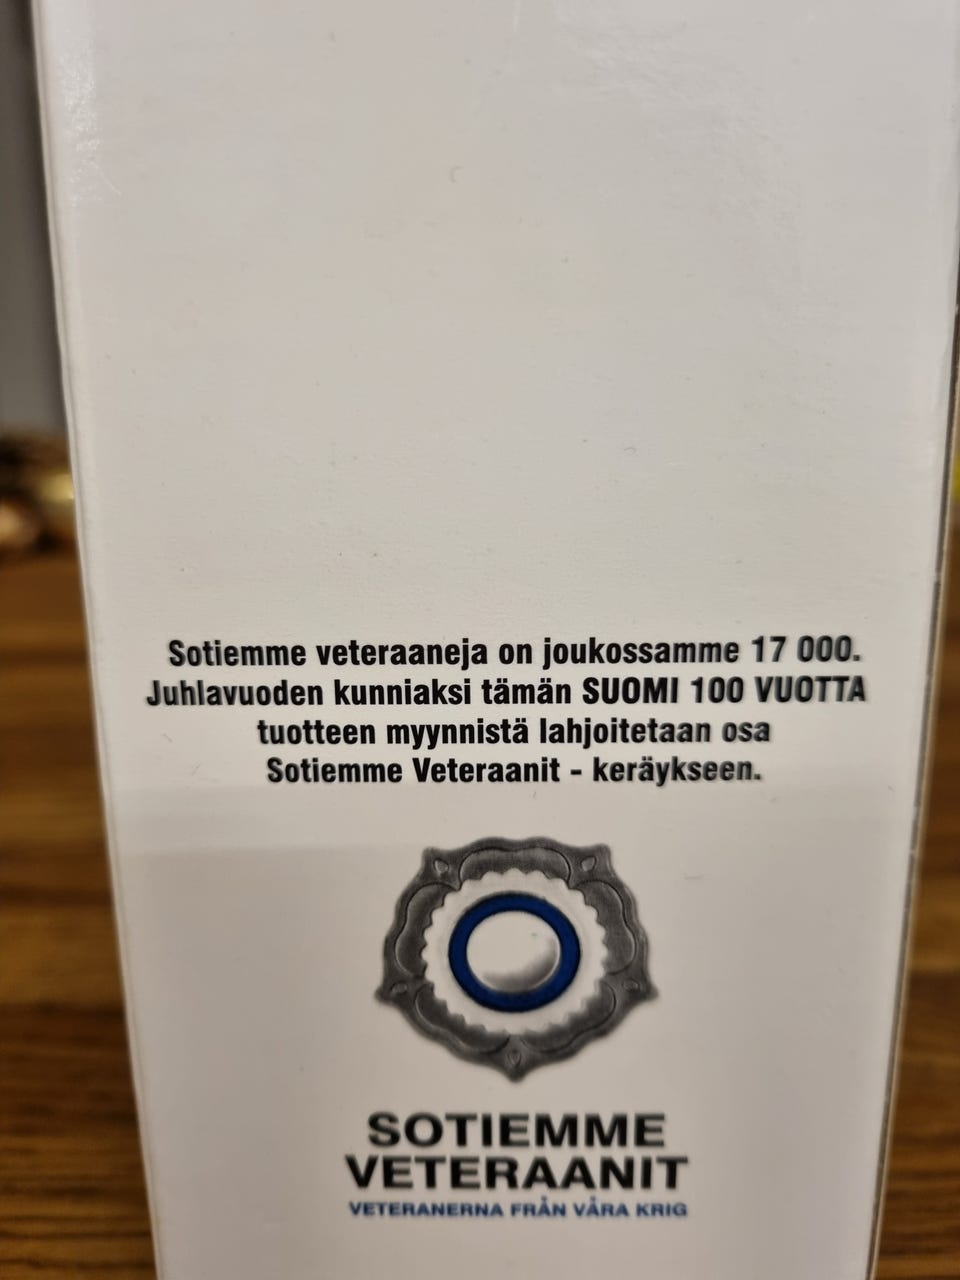 Sotiemme veteraaneja on joukossamme 17 000.
Juhlavuoden kunniaksi tämän SUOMI 100 VUOTTA
tuotteen myynnistä lahjoitetaan osa
Sotiemme Veteraanit - keräykseen.
SOTIEMME
VETERAANIT
VETERANERNA FRÅN VÅRA KRIG